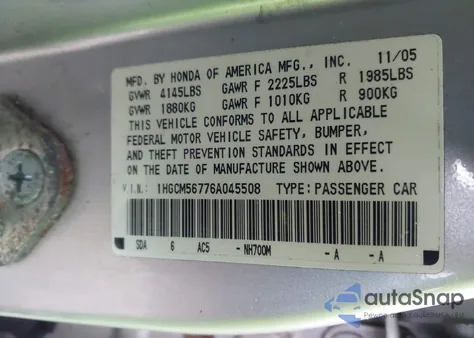 MFD. BY HONDA OF AMERICA MFG., INC. 11/05
GVWR 4145LBS GAWR F 2225LBS R 1985LBS
GVWR 1880KG GAWR F 1010KG R 900KG
THIS VEHICLE CONFORMS TO ALL APPLICABLE
FEDERAL MOTOR VEHICLE SAFETY, BUMPER,
AND THEFT PREVENTION STANDARDS IN EFFECT
ON THE DATE OF MANUFACTURE SHOWN ABOVE.
V.I.N.: 1HGCM56776A045508 TYPE: PASSENGER CAR
SDA 6 AC5 - NH700M - A - A
autoSnap